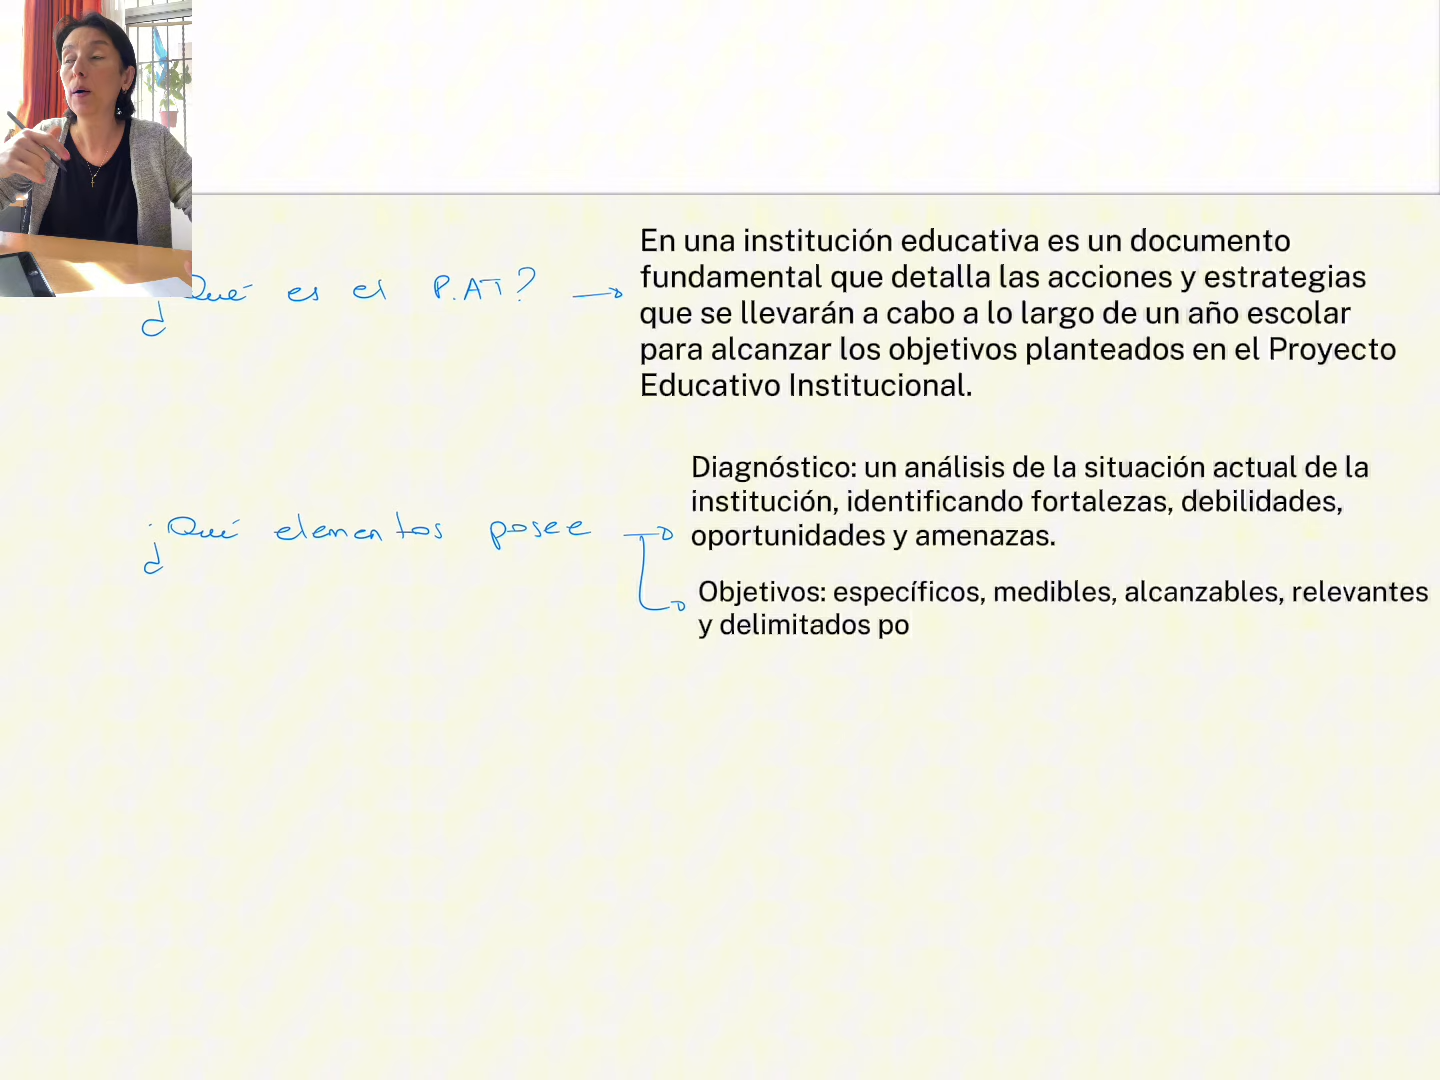 ¿Qué es el P.AT?
En una institución educativa es un documento
fundamental que detalla las acciones y estrategias
que se llevarán a cabo a lo largo de un año escolar
para alcanzar los objetivos planteados en el Proyecto
Educativo Institucional.
¿Qué elementos posee
Diagnóstico: un análisis de la situación actual de la
institución, identificando fortalezas, debilidades,
oportunidades y amenazas.
Objetivos: específicos, medibles, alcanzables, relevantes
y delimitados po